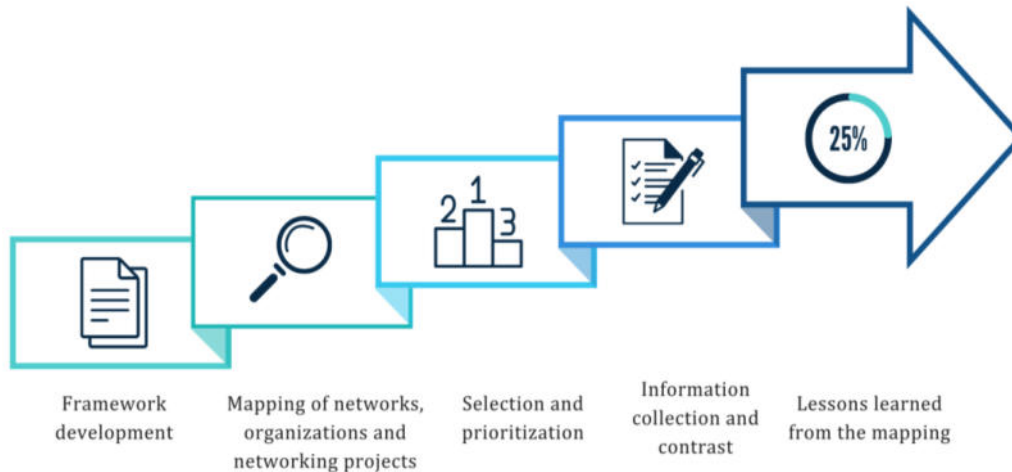 2
1
3
25%
Framework
development
Mapping of networks,
organizations and
networking projects
Selection and
prioritization
Information
collection and
contrast
Lessons learned
from the mapping